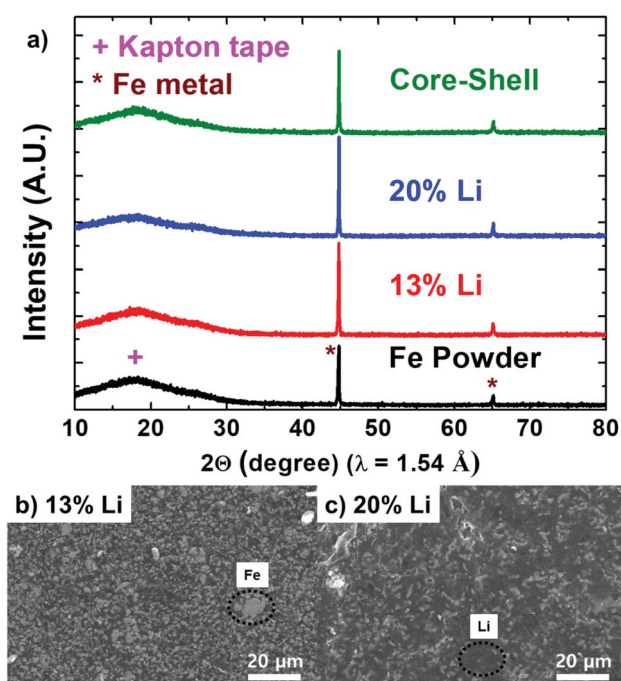 a)
+ Kapton tape
* Fe metal
Core-Shell
20% Li
13% Li
+
*
Fe Powder
*
Intensity (A.U.)
10 20 30 40 50 60 70 80
2Θ (degree) (λ = 1.54 Å)
b) 13% Li
Fe
20 µm
c) 20% Li
Li
20 µm